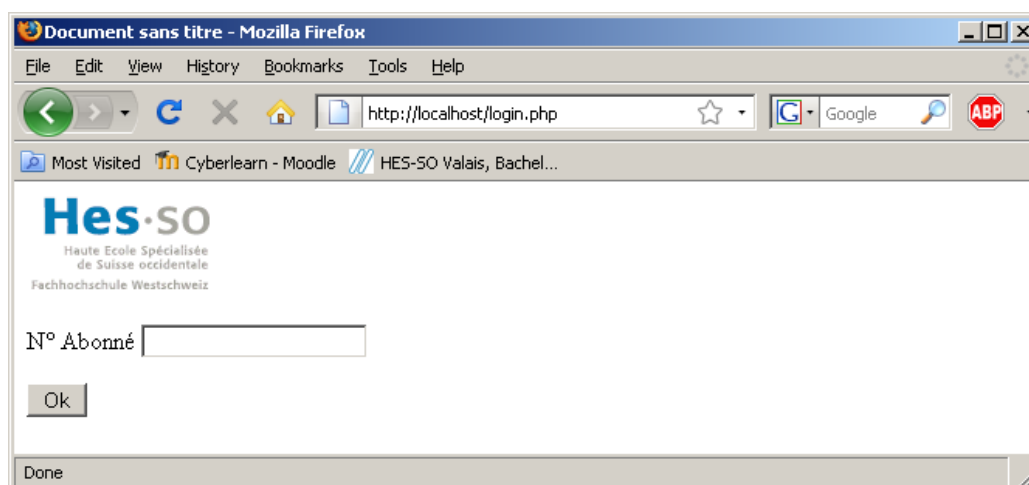 Document sans titre - Mozilla Firefox
File Edit View History Bookmarks Tools Help
http://localhost/login.php Google ABP
Most Visited Cyberlearn - Moodle HES-SO Valais, Bachel...
Hes·so
Haute Ecole Spécialisée
de Suisse occidentale
Fachhochschule Westschweiz
N° Abonné
Ok
Done